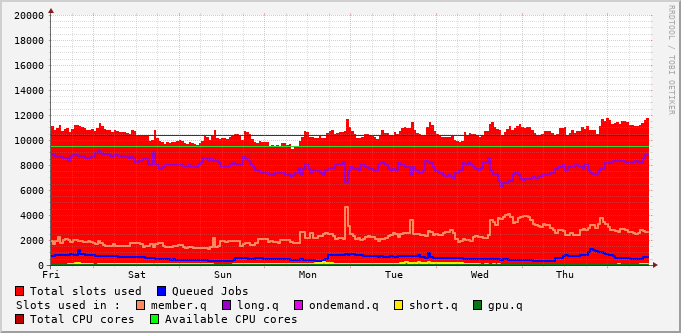 20000
18000
16000
14000
12000
10000
8000
6000
4000
2000
0
Fri Sat Sun Mon Tue Wed Thu
RRDTOOL / TOBI OETIKER
Total slots used Queued Jobs
Slots used in : member.q long.q ondemand.q short.q gpu.q
Total CPU cores Available CPU cores